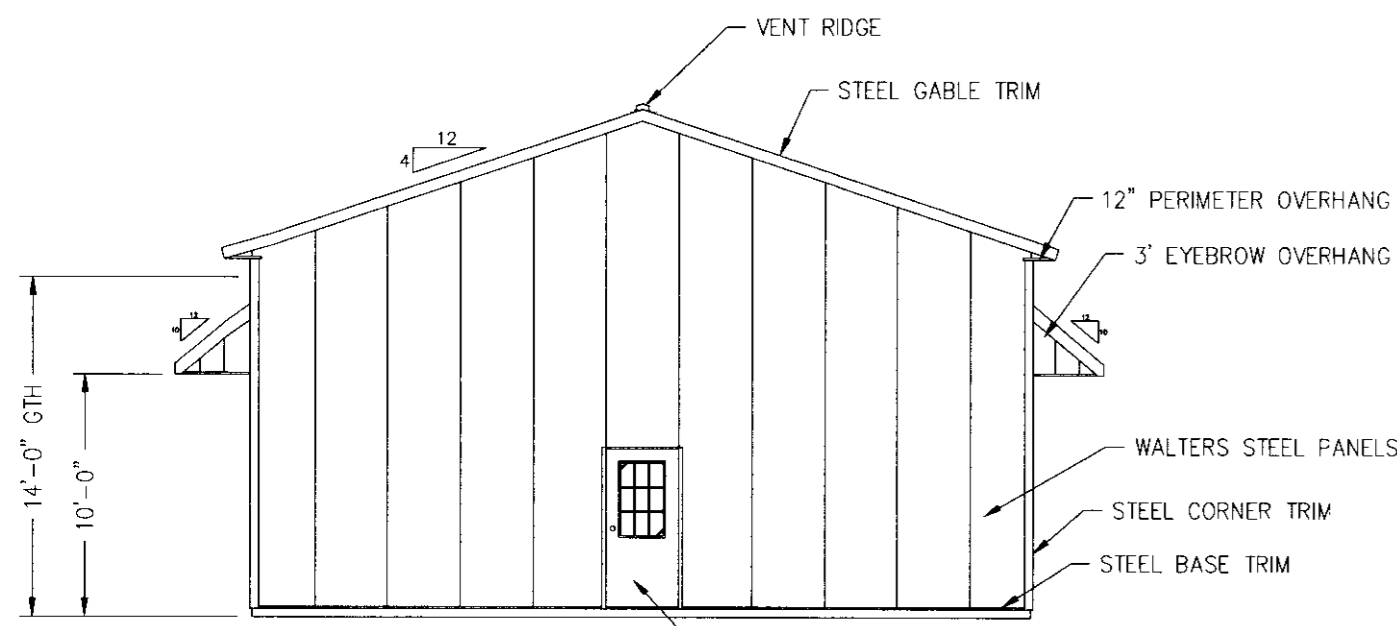 VENT RIDGE
STEEL GABLE TRIM
12
4
12" PERIMETER OVERHANG
3' EYEBROW OVERHANG
12
10
12
10
14'-0" GTH
10'-0"
WALTERS STEEL PANELS
STEEL CORNER TRIM
STEEL BASE TRIM